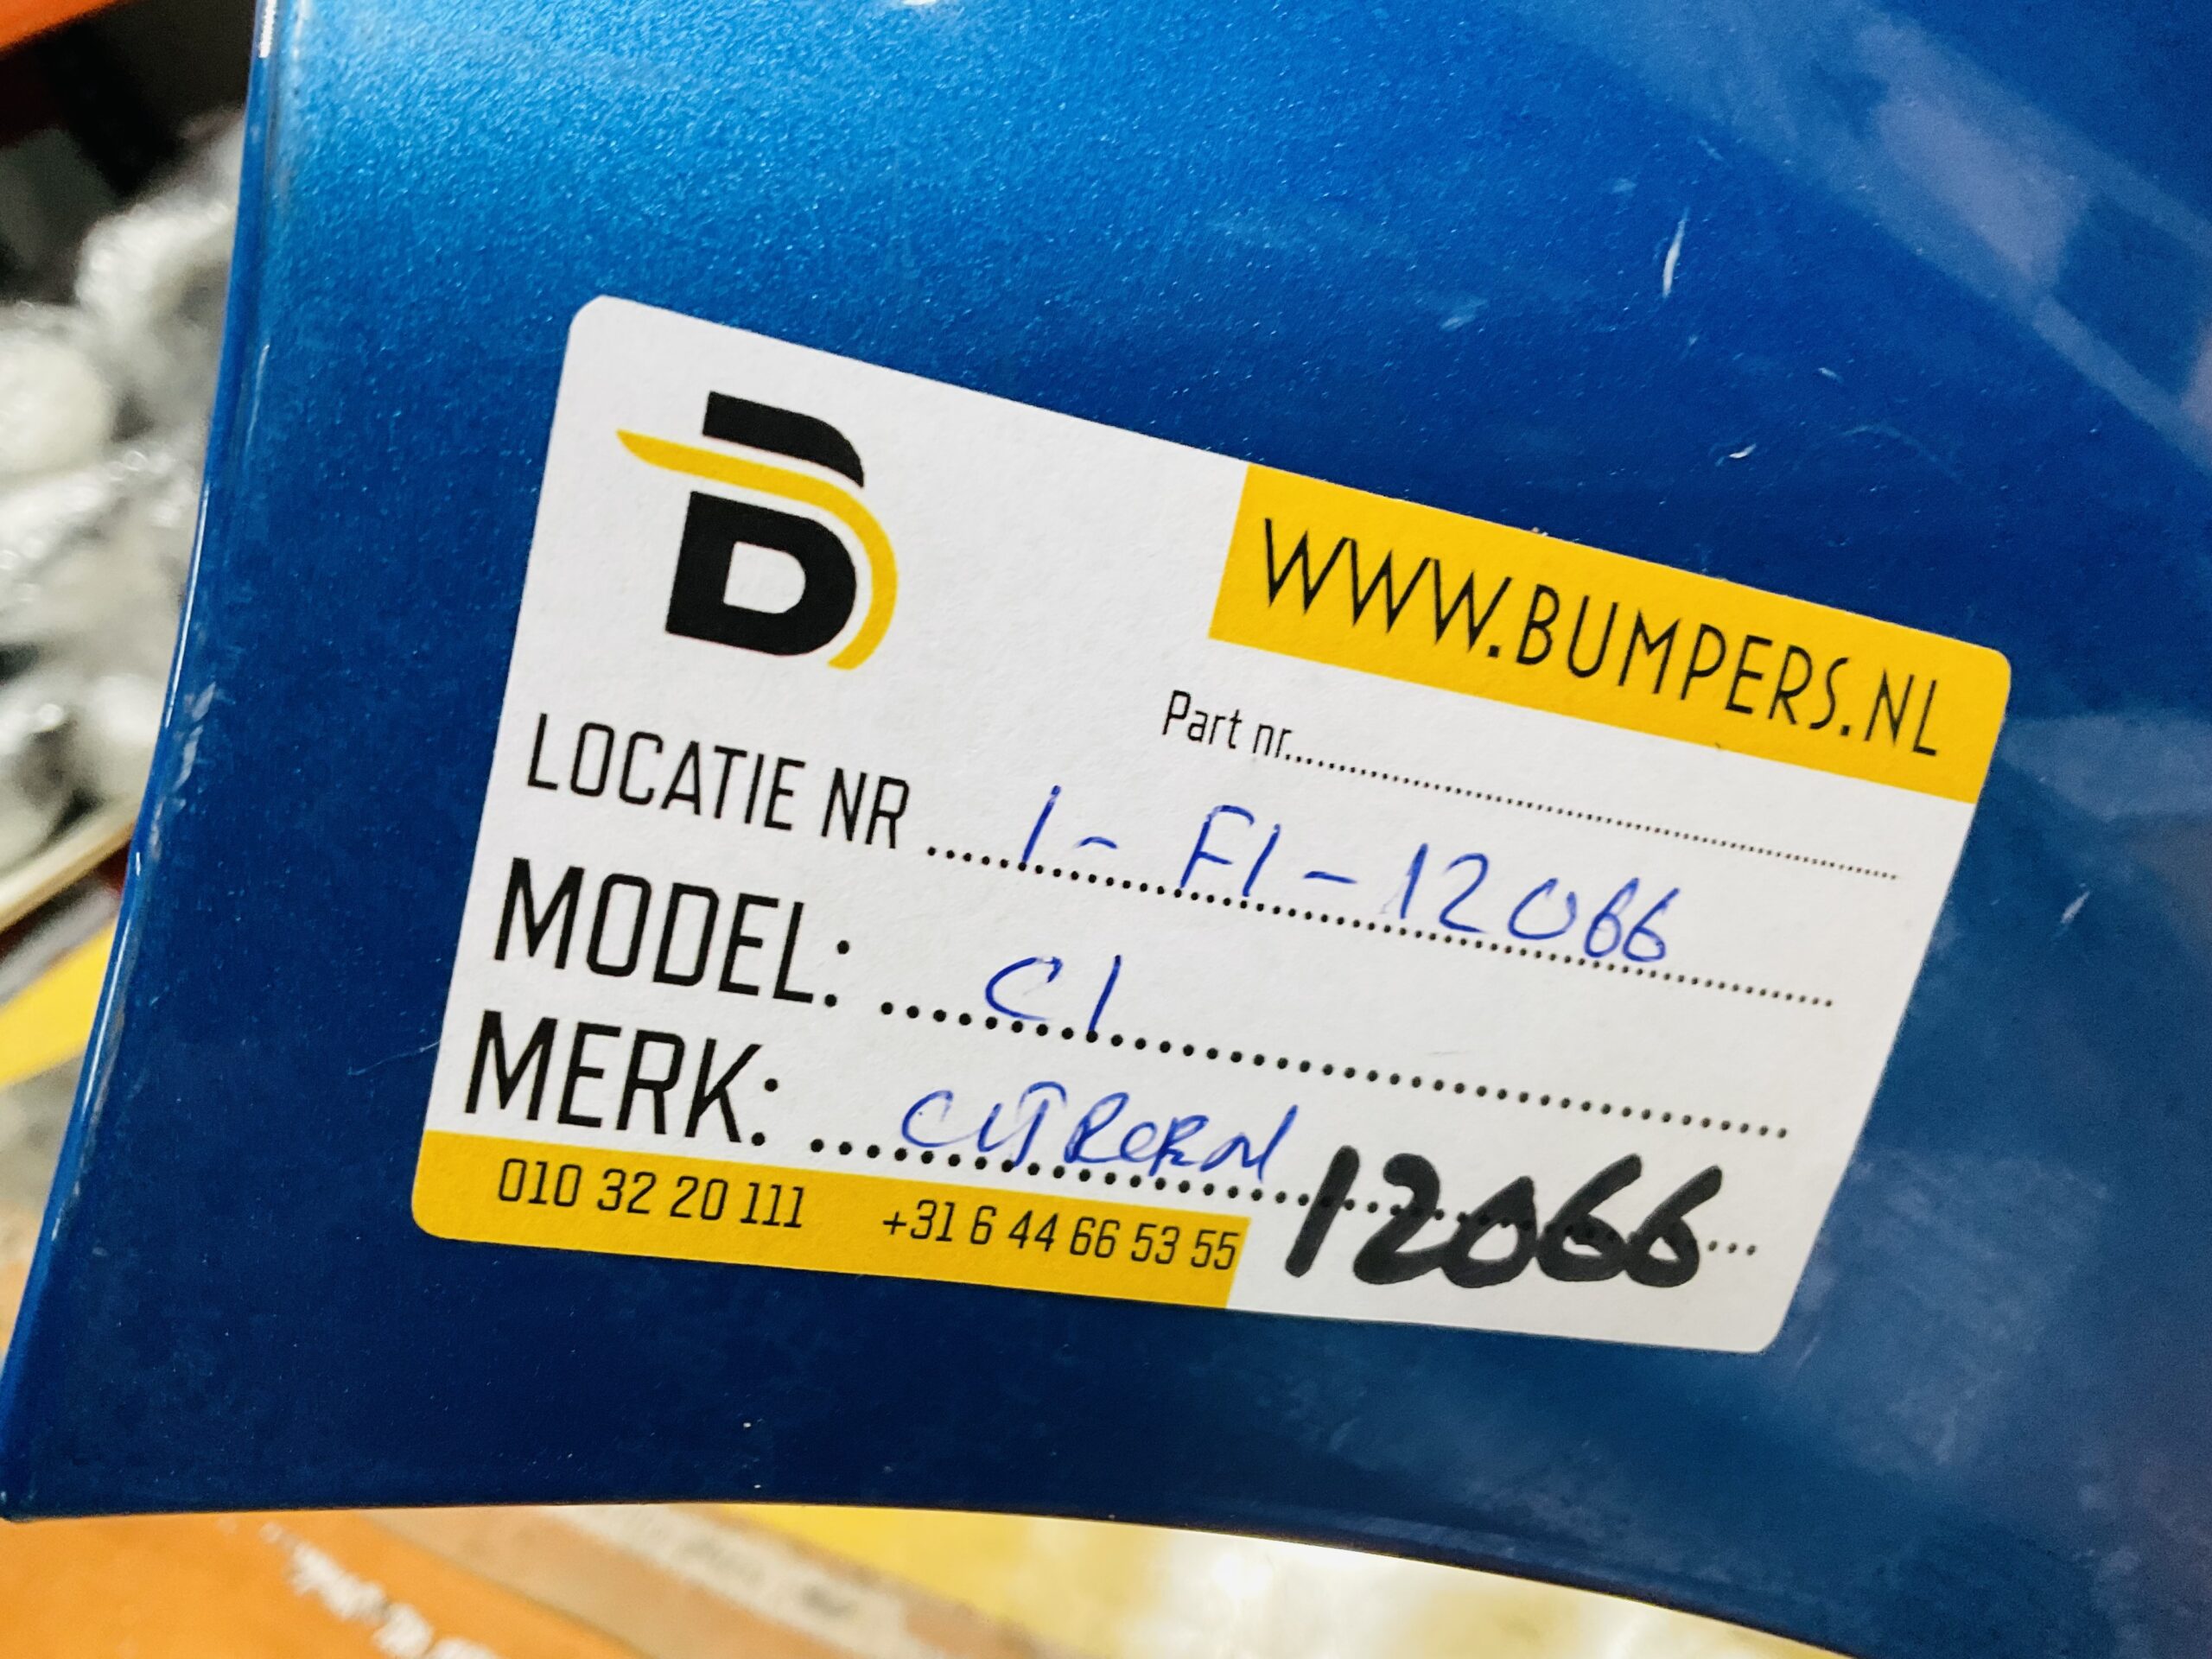 B
WWW.BUMPERS.NL
Part nr..........
LOCATIE NR ..... 1 - F1 - 12066
MODEL: ..... C1
MERK: ..... CITROEN
12066
010 32 20 111 +31 6 44 66 53 55